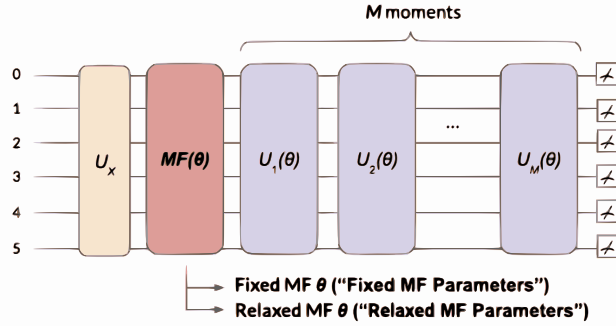 M moments
0
1
2
3
4
5
U_x
MF(θ)
U_1(θ)
U_2(θ)
...
U_M(θ)
Fixed MF θ (“Fixed MF Parameters”)
Relaxed MF θ (“Relaxed MF Parameters”)